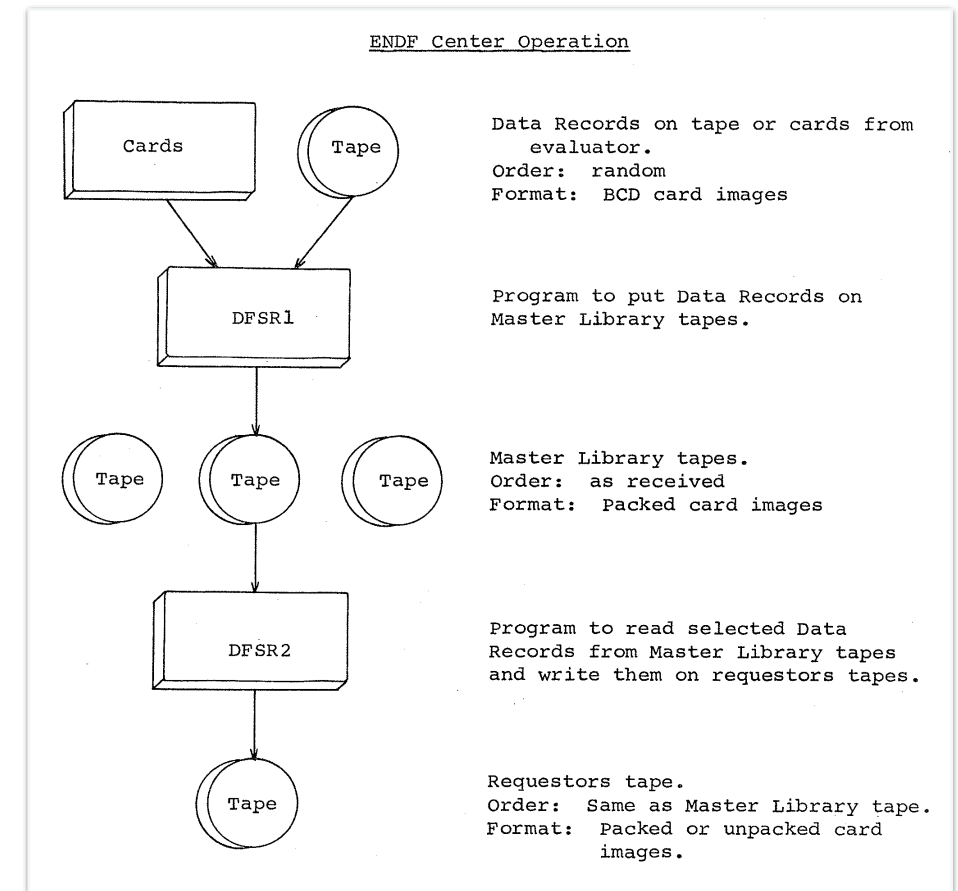 ENDF Center Operation
Cards
Tape
Data Records on tape or cards from
evaluator.
Order: random
Format: BCD card images
DFSR1
Program to put Data Records on
Master Library tapes.
Tape
Tape
Tape
Master Library tapes.
Order: as received
Format: Packed card images
DFSR2
Program to read selected Data
Records from Master Library tapes
and write them on requestors tapes.
Tape
Requestors tape.
Order: Same as Master Library tape.
Format: Packed or unpacked card
images.